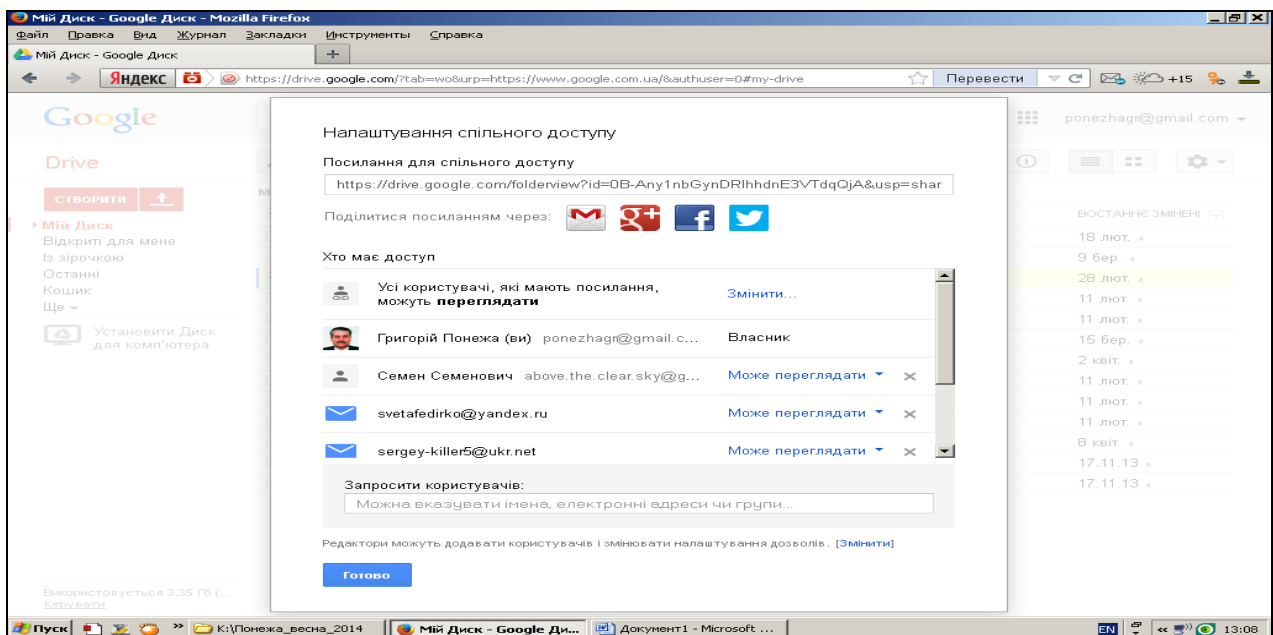 Мій Диск - Google Диск - Mozilla Firefox
Файл Правка Вид Журнал Закладки Инструменты Справка
Мій Диск - Google Диск
Яндекс https://drive.google.com/?tab=wo&urp=https://www.google.com.ua/&authuser=0#my-drive Перевести +15
Google ponezhagr@gmail.com
Налаштування спільного доступу
Drive
Посилання для спільного доступу
https://drive.google.com/folderview?id=0B-Any1nbGynDRlhhdnE3VTdqQjA&usp=shar
СТВОРИТИ
Поділитися посиланням через:
ВОСТАННЄ ЗМІНЕНІ
Мій Диск
Відкриті для мене
Із зірочкою
Останні
Кошик
Ще
Установити Диск
для комп'ютера
Хто має доступ
Усі користувачі, які мають посилання,
можуть переглядати
Змінити...
Григорій Понежа (ви) ponezhagr@gmail.c... Власник
Семен Семенович above.the.clear.sky@g... Може переглядати
svetafedirko@yandex.ru Може переглядати
sergey-killer5@ukr.net Може переглядати
18 лют.
9 бер.
28 лют.
11 лют.
11 лют.
15 бер.
2 квіт.
11 лют.
11 лют.
11 лют.
8 квіт.
17.11.13
17.11.13
Запросити користувачів:
Можна вказувати імена, електронні адреси чи групи...
Редактори можуть додавати користувачів і змінювати налаштування дозволів. [Змінити]
Готово
Використовується 3,35 Гб (...
Керувати
Пуск К:\Понежа_весна_2014 Мій Диск - Google Ди... Документ1 - Microsoft ... EN 13:08